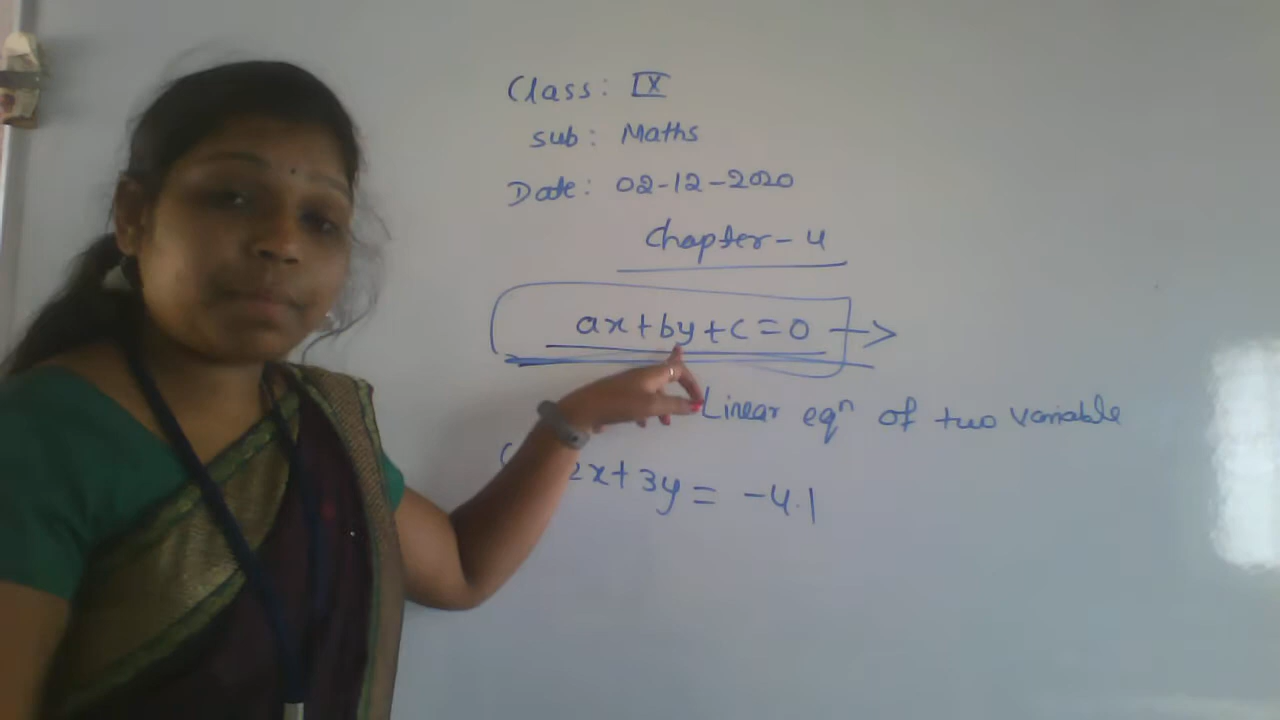 Class: IX
Sub: Maths
Date: 02-12-2020
Chapter-4
ax+by+c=0 →
Linear eqⁿ of two variable
2x+3y= -4.1